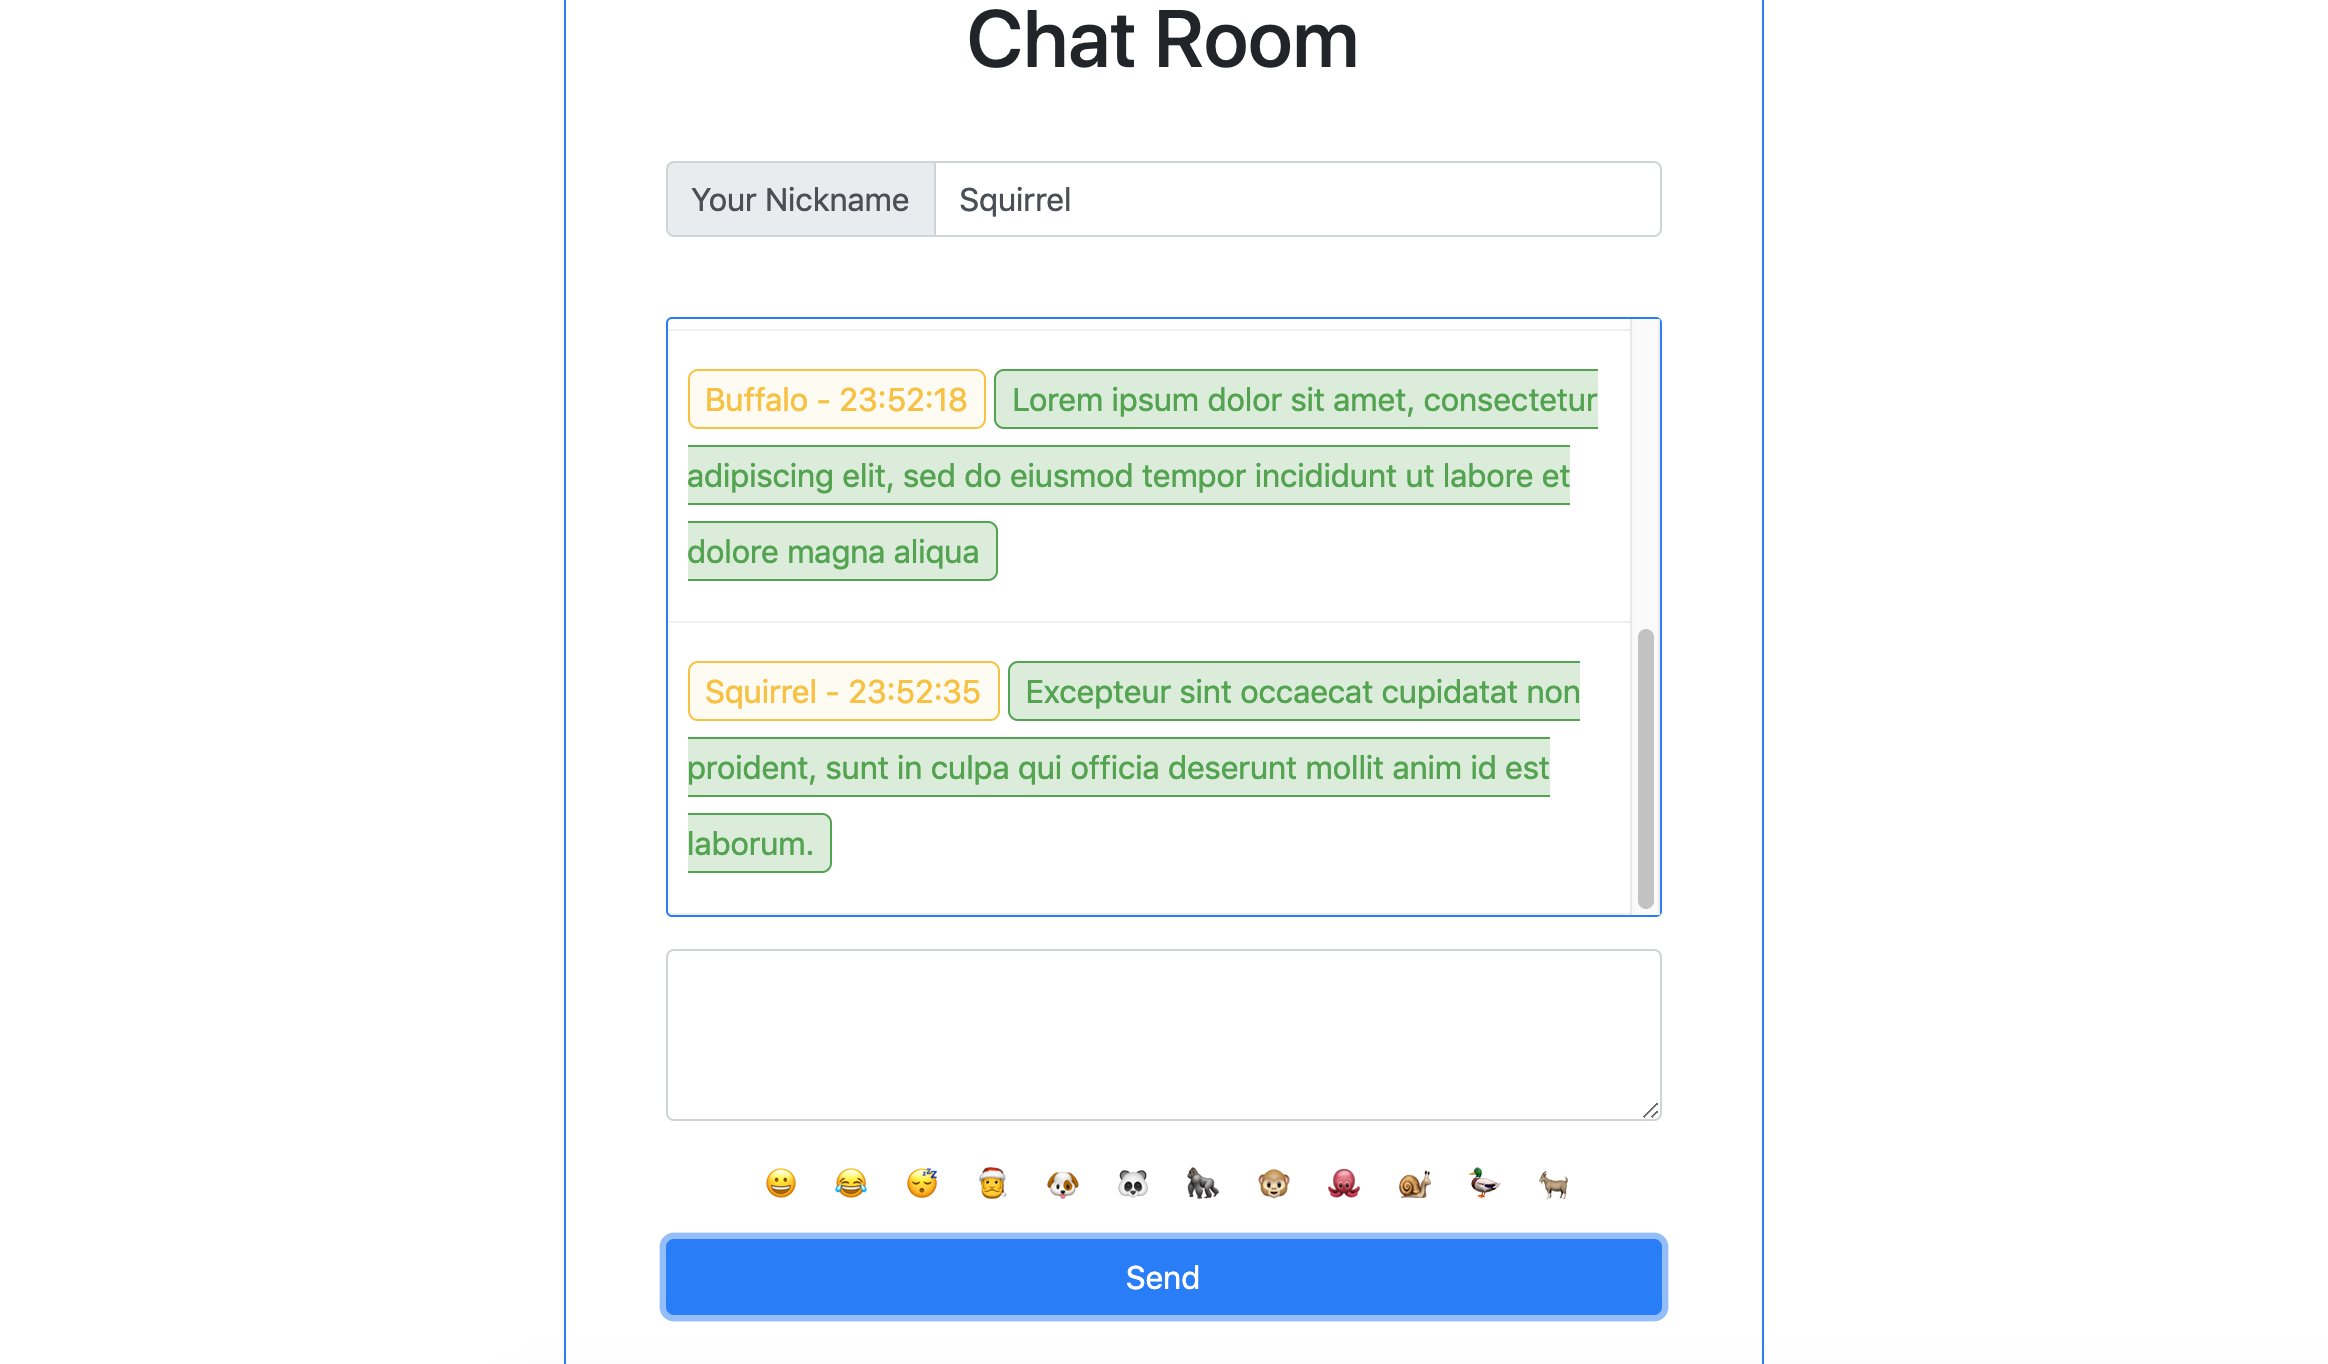 Chat Room
Your Nickname Squirrel
Buffalo - 23:52:18 Lorem ipsum dolor sit amet, consectetur
adipiscing elit, sed do eiusmod tempor incididunt ut labore et
dolore magna aliqua
Squirrel - 23:52:35 Excepteur sint occaecat cupidatat non
proident, sunt in culpa qui officia deserunt mollit anim id est
laborum.
Send